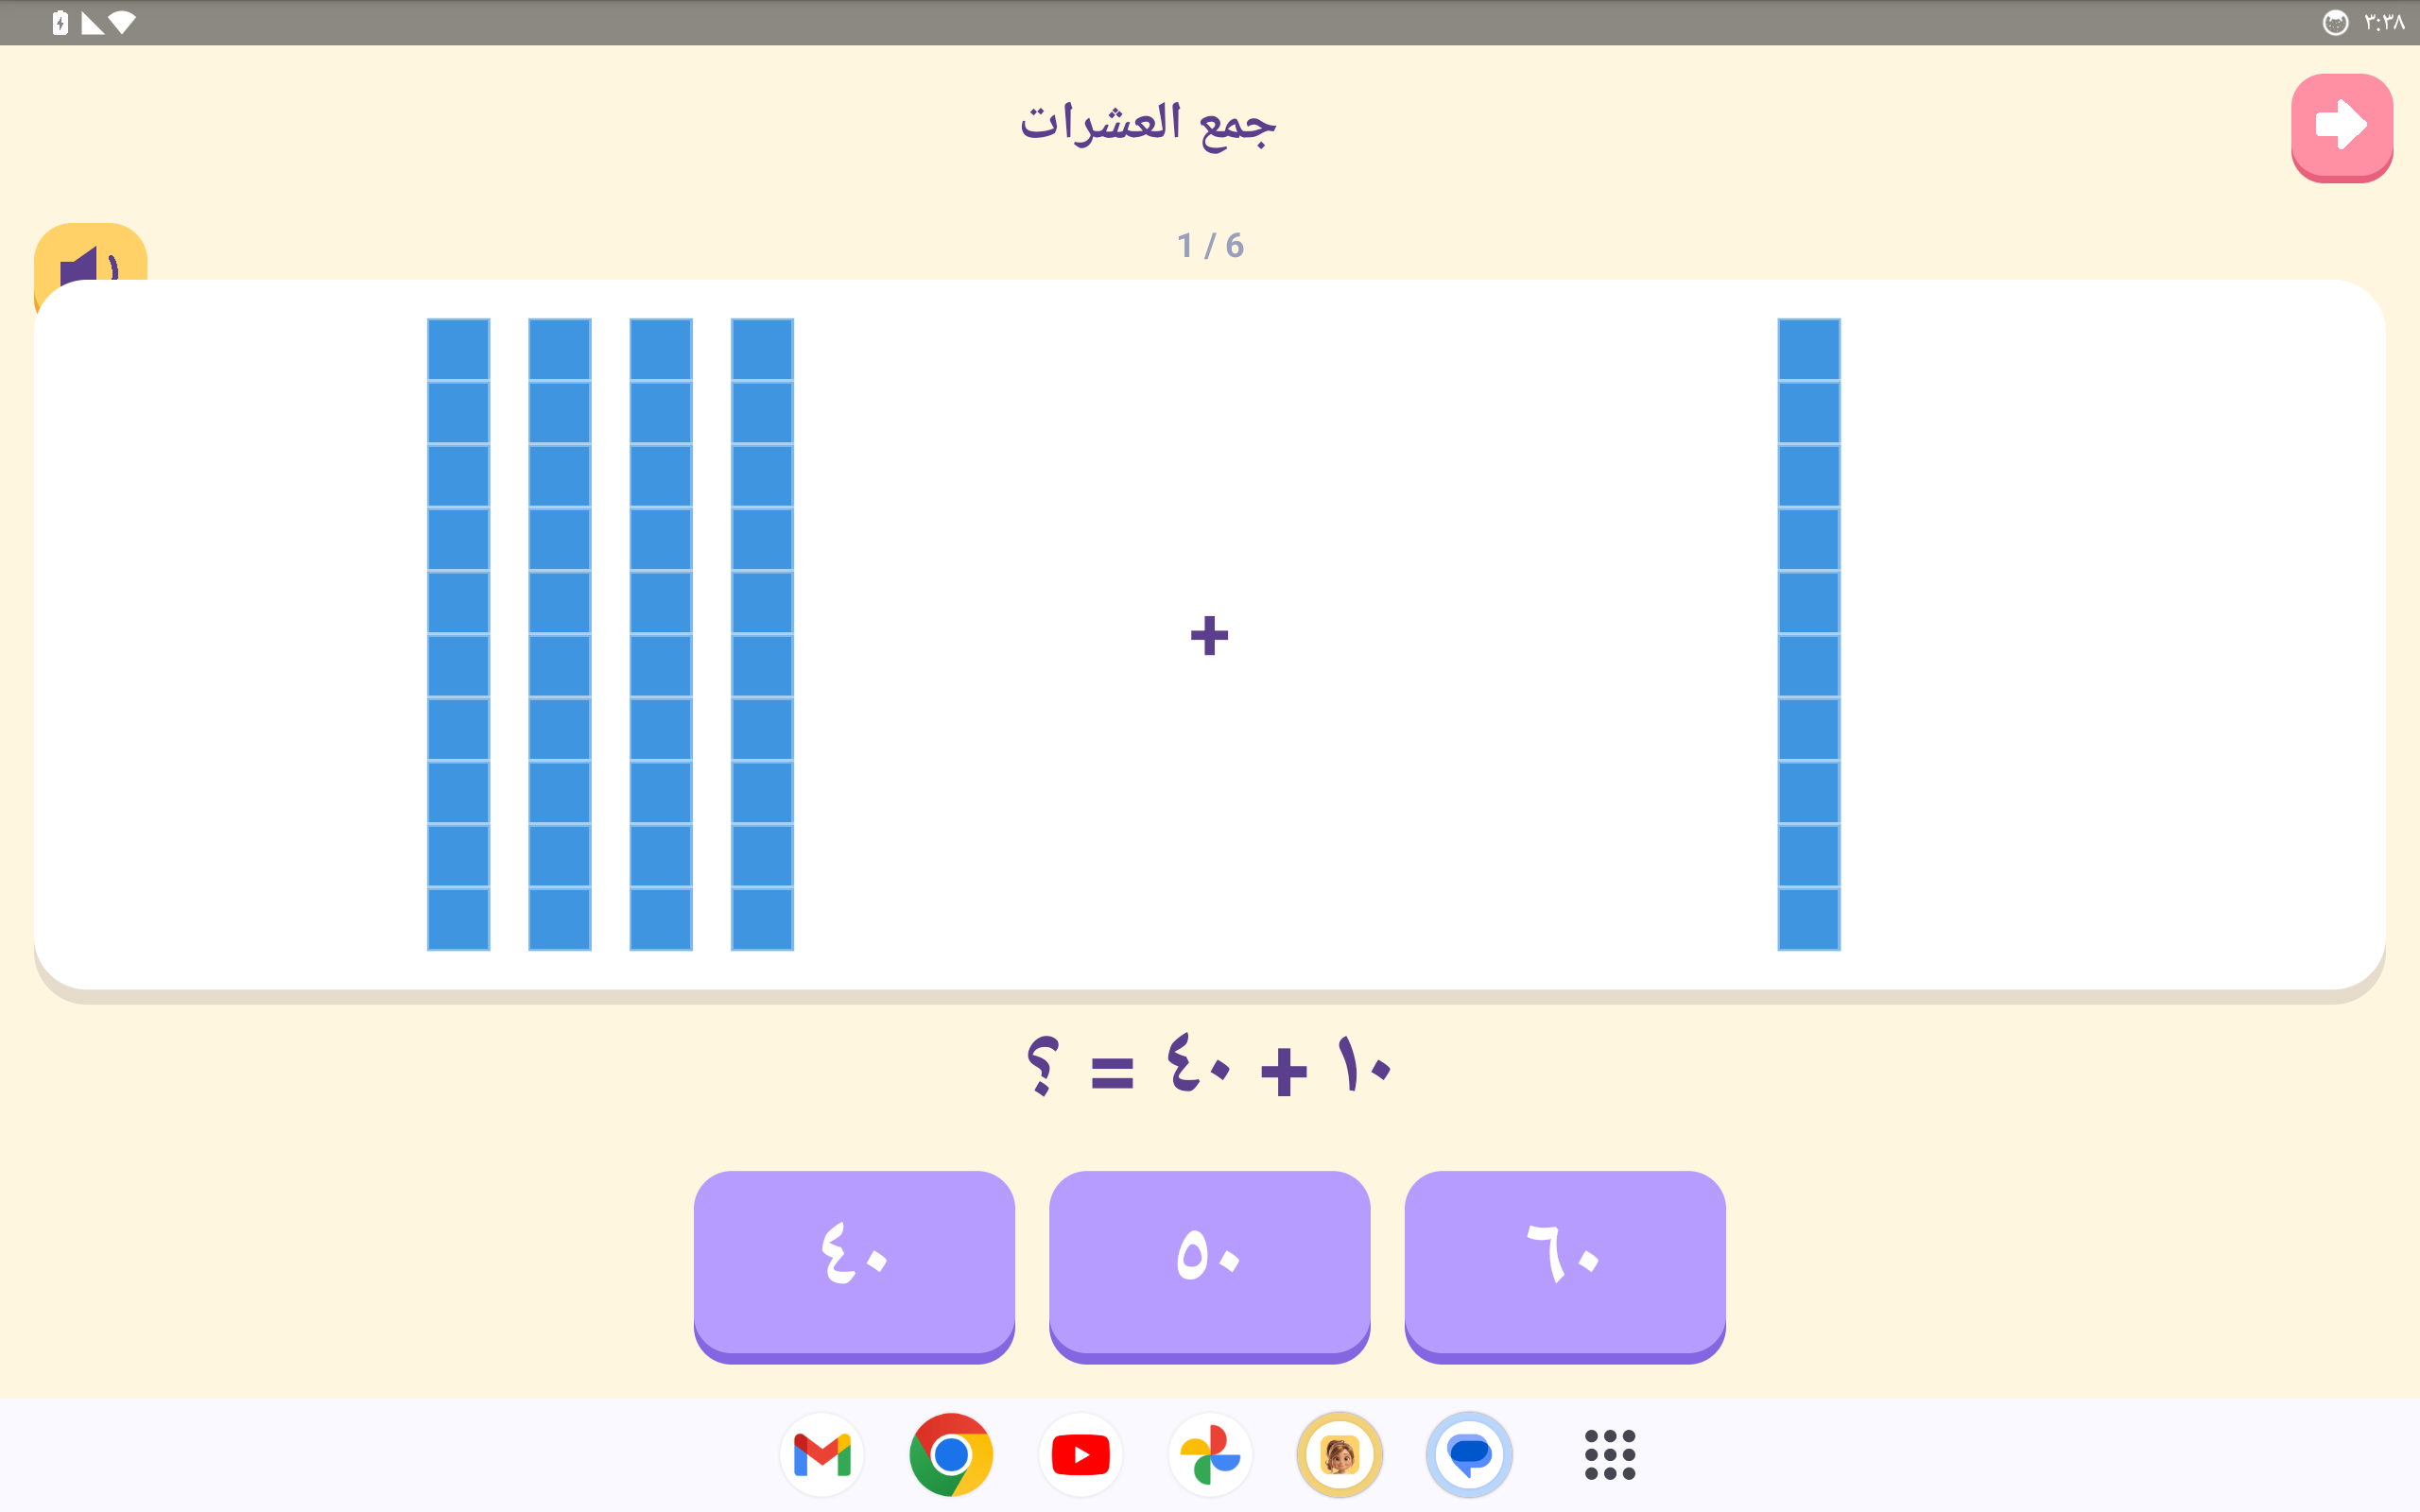 ٣:٣٨
جمع العشرات
1 / 6
+
١٠ + ٤٠ = ؟
٦٠
٥٠
٤٠